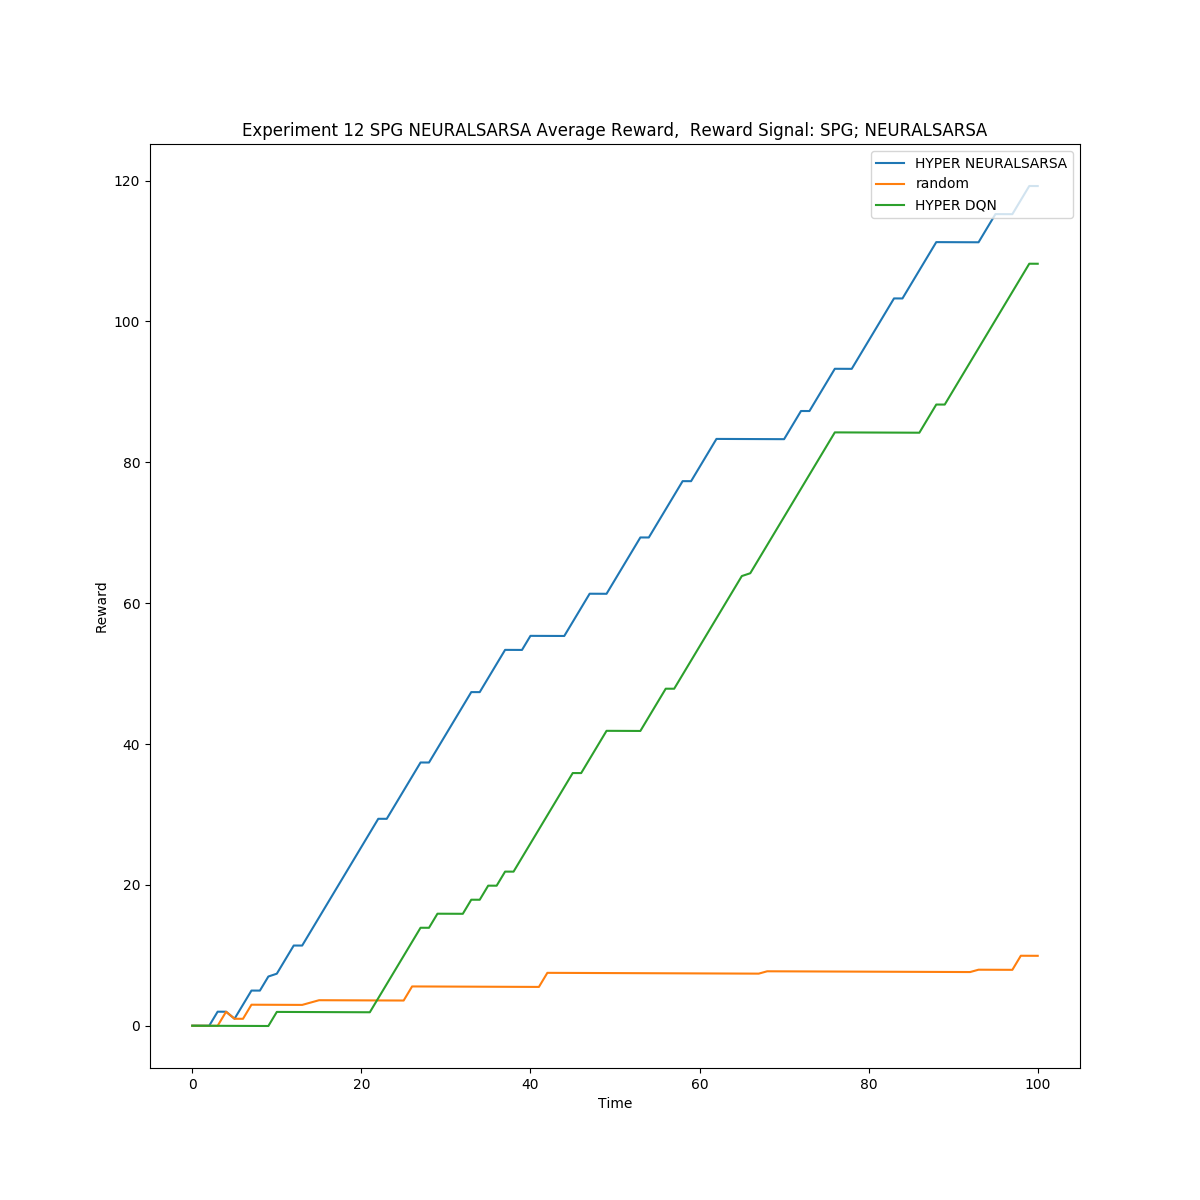 Experiment 12 SPG NEURALSARSA Average Reward,  Reward Signal: SPG; NEURALSARSA
HYPER NEURALSARSA
random
HYPER DQN
120
100
80
60
40
20
0
Reward
0 20 40 60 80 100
Time